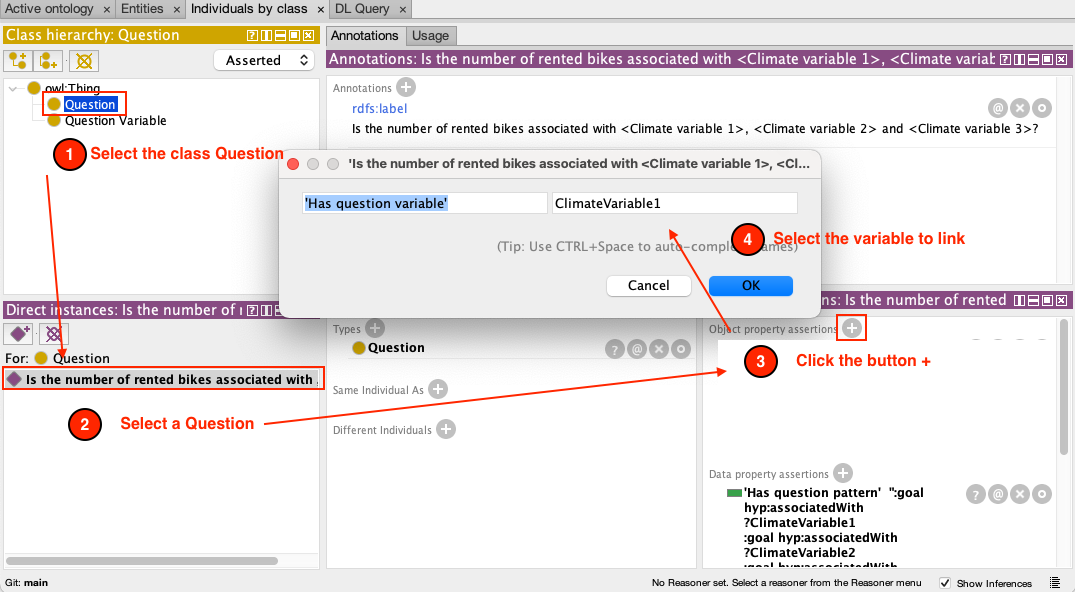 Active ontology × Entities × Individuals by class × DL Query ×
Class hierarchy: Question
Asserted
owl:Thing
Question
Question Variable
1 Select the class Question
Annotations Usage
Annotations: Is the number of rented bikes associated with <Climate variable 1>, <Climate variab
Annotations
rdfs:label
Is the number of rented bikes associated with <Climate variable 1>, <Climate variable 2> and <Climate variable 3>?
'Is the number of rented bikes associated with <Climate variable 1>, <Cl...
'Has question variable' ClimateVariable1
(Tip: Use CTRL+Space to auto-comple
4 Select the variable to link
Cancel OK
Direct instances: Is the number of r
For: Question
Is the number of rented bikes associated with
2 Select a Question
Types
Question
Same Individual As
Different Individuals
ns: Is the number of rented
Object property assertions
3 Click the button +
Data property assertions
'Has question pattern' ":goal
hyp:associatedWith
?ClimateVariable1
:goal hyp:associatedWith
?ClimateVariable2
:goal hyp:associatedWith
Git: main
No Reasoner set. Select a reasoner from the Reasoner menu Show Inferences